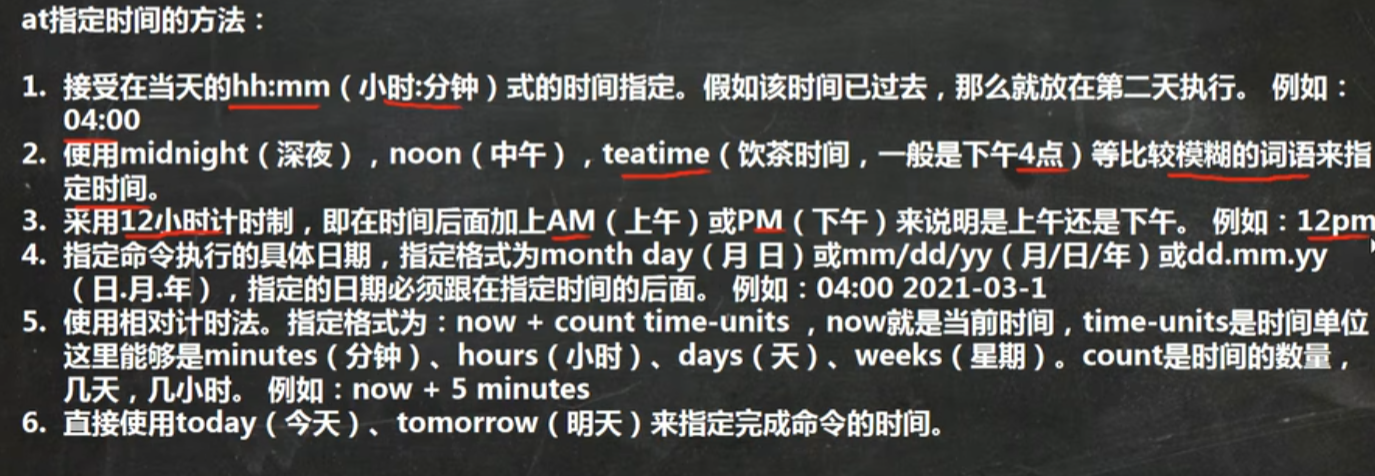 at指定时间的方法：
1. 接受在当天的hh:mm（小时:分钟）式的时间指定。假如该时间已过去，那么就放在第二天执行。 例如：
04:00
2. 使用midnight（深夜），noon（中午），teatime（饮茶时间，一般是下午4点）等比较模糊的词语来指
定时间。
3. 采用12小时计时制，即在时间后面加上AM（上午）或PM（下午）来说明是上午还是下午。 例如：12pm
4. 指定命令执行的具体日期，指定格式为month day（月 日）或mm/dd/yy（月/日/年）或dd.mm.yy
（日.月.年），指定的日期必须跟在指定时间的后面。 例如：04:00 2021-03-1
5. 使用相对计时法。指定格式为：now + count time-units ，now就是当前时间，time-units是时间单位
这里能够是minutes（分钟）、hours（小时）、days（天）、weeks（星期）。count是时间的数量，
几天，几小时。 例如：now + 5 minutes
6. 直接使用today（今天）、tomorrow（明天）来指定完成命令的时间。